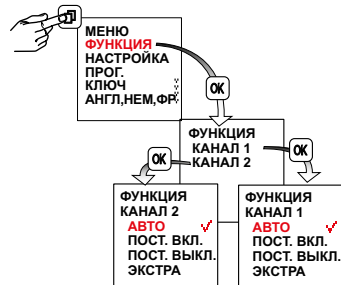 МЕНЮ
ФУНКЦИЯ
НАСТРОЙКА
ПРОГ.
КЛЮЧ
АНГЛ,НЕМ,ФР
OK
ФУНКЦИЯ
КАНАЛ 1
КАНАЛ 2
OK
OK
ФУНКЦИЯ
КАНАЛ 2
АВТО
ПОСТ. ВКЛ.
ПОСТ. ВЫКЛ.
ЭКСТРА
ФУНКЦИЯ
КАНАЛ 1
АВТО
ПОСТ. ВКЛ.
ПОСТ. ВЫКЛ.
ЭКСТРА